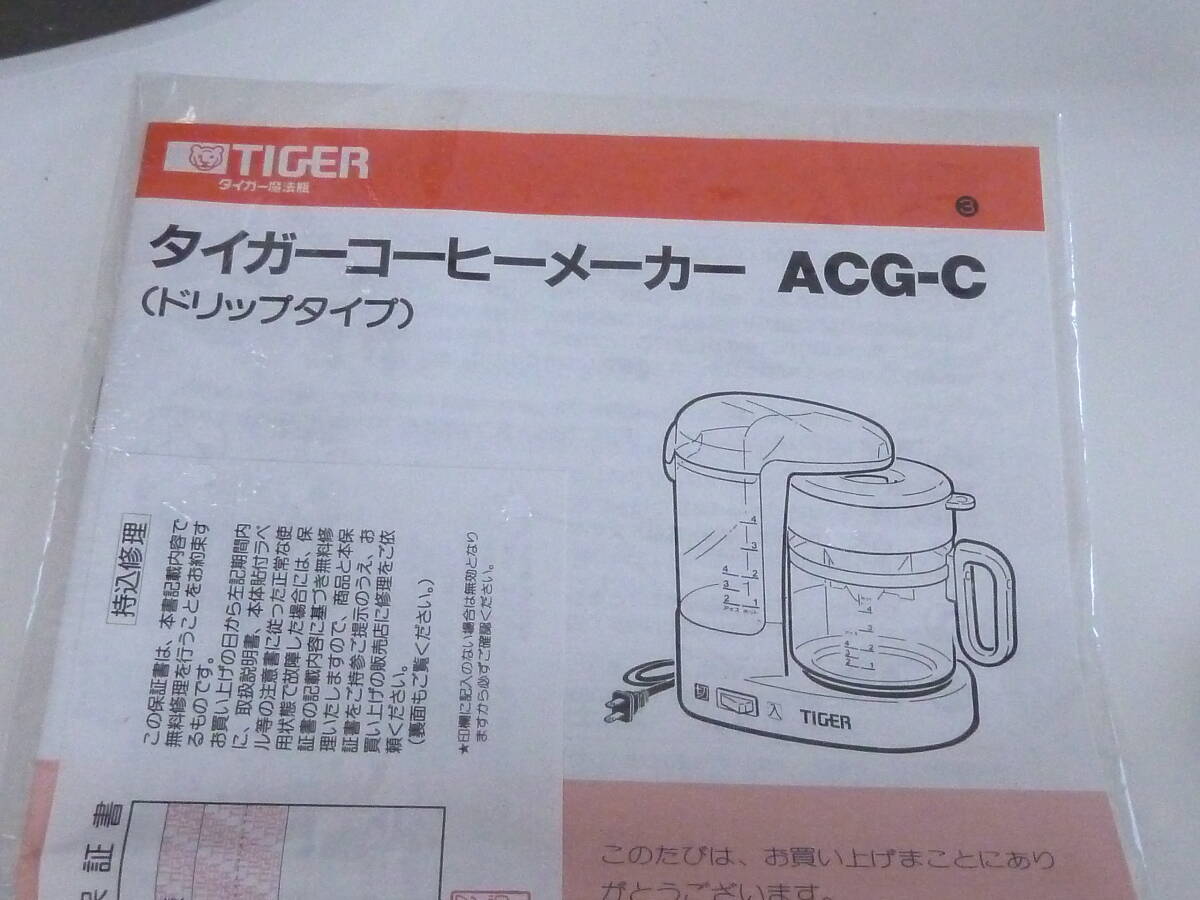 TIGER
タイガー魔法瓶
3
タイガーコーヒーメーカー ACG-C
(ドリップタイプ)
持込修理
この保証書は、本書記載内容で
無料修理を行うことをお約束す
るものです。
お買い上げの日から左記期間内
に、取扱説明書、本体貼付ラベ
ル等の注意書に従った正常な使
用状態で故障した場合には、保
証書の記載内容に基づき無料修
理いたしますので、商品と本保
証書をご持参ご提示のうえ、お
買い上げの販売店に修理をご依
頼ください。
(裏面もご覧ください。)
★印欄に記入のない場合は無効となり
ますから必ずご確認ください。
証書
4
3
2
4
3
2
2
1
切
入
TIGER
このたびは、お買い上げまことにあり
がとうございます。